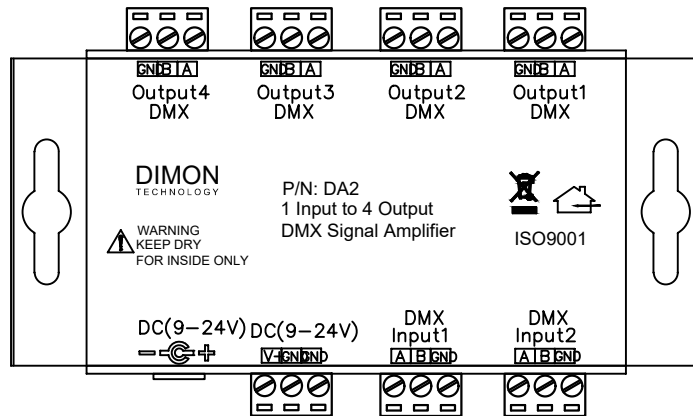 GND B A
GND B A
GND B A
GND B A
Output4
DMX
Output3
DMX
Output2
DMX
Output1
DMX
DIMON
TECHNOLOGY
WARNING
KEEP DRY
FOR INSIDE ONLY
P/N: DA2
1 Input to 4 Output
DMX Signal Amplifier
ISO9001
DC(9-24V)
- +
DC(9-24V)
V+ GND GND
DMX
Input1
A B GND
DMX
Input2
A B GND